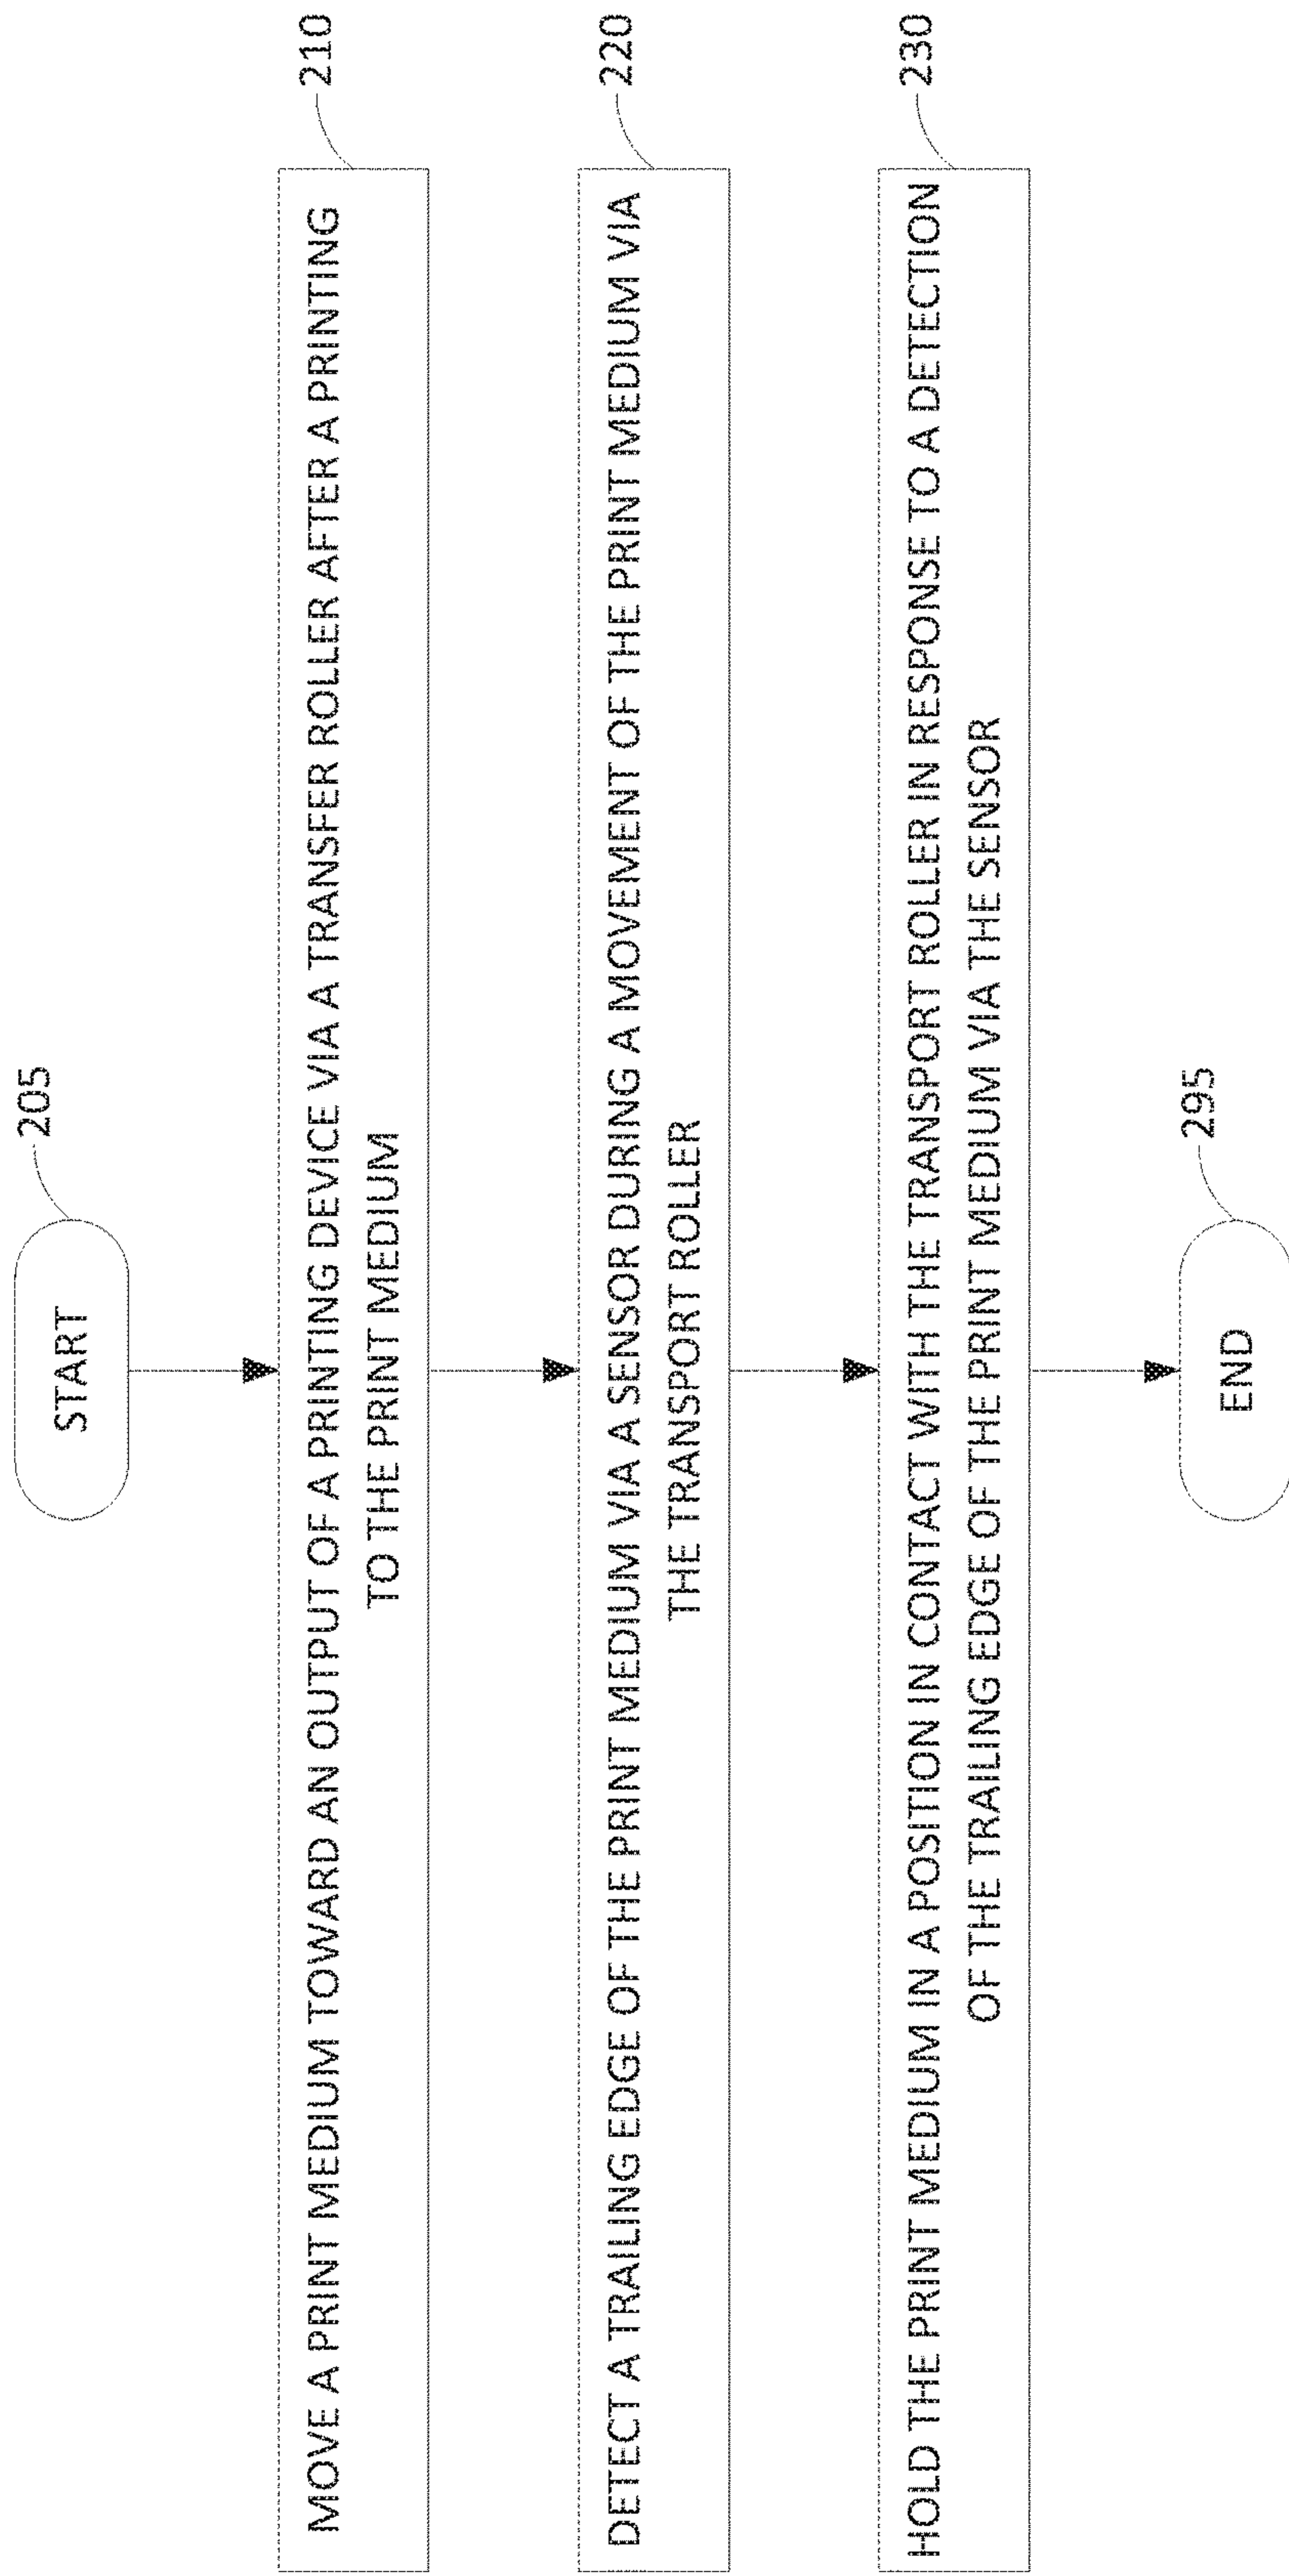 START
205
MOVE A PRINT MEDIUM TOWARD AN OUTPUT OF A PRINTING DEVICE VIA A TRANSFER ROLLER AFTER A PRINTING
TO THE PRINT MEDIUM
210
DETECT A TRAILING EDGE OF THE PRINT MEDIUM VIA A SENSOR DURING A MOVEMENT OF THE PRINT MEDIUM VIA
THE TRANSPORT ROLLER
220
HOLD THE PRINT MEDIUM IN A POSITION IN CONTACT WITH THE TRANSPORT ROLLER IN RESPONSE TO A DETECTION
OF THE TRAILING EDGE OF THE PRINT MEDIUM VIA THE SENSOR
230
END
295